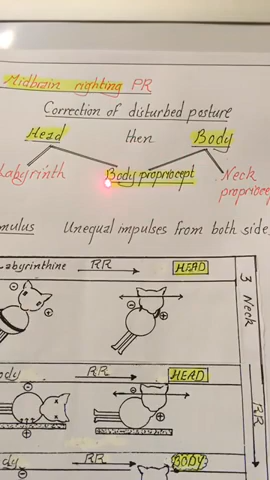 Midbrain righting PR
Correction of disturbed posture
Head then Body
Labyrinth Body propriocept Neck
propriocep
mulus Unequal impulses from both side
Labyrinthine RR HEAD
3 Neck RR
ody RR HEAD
dy RR BODY